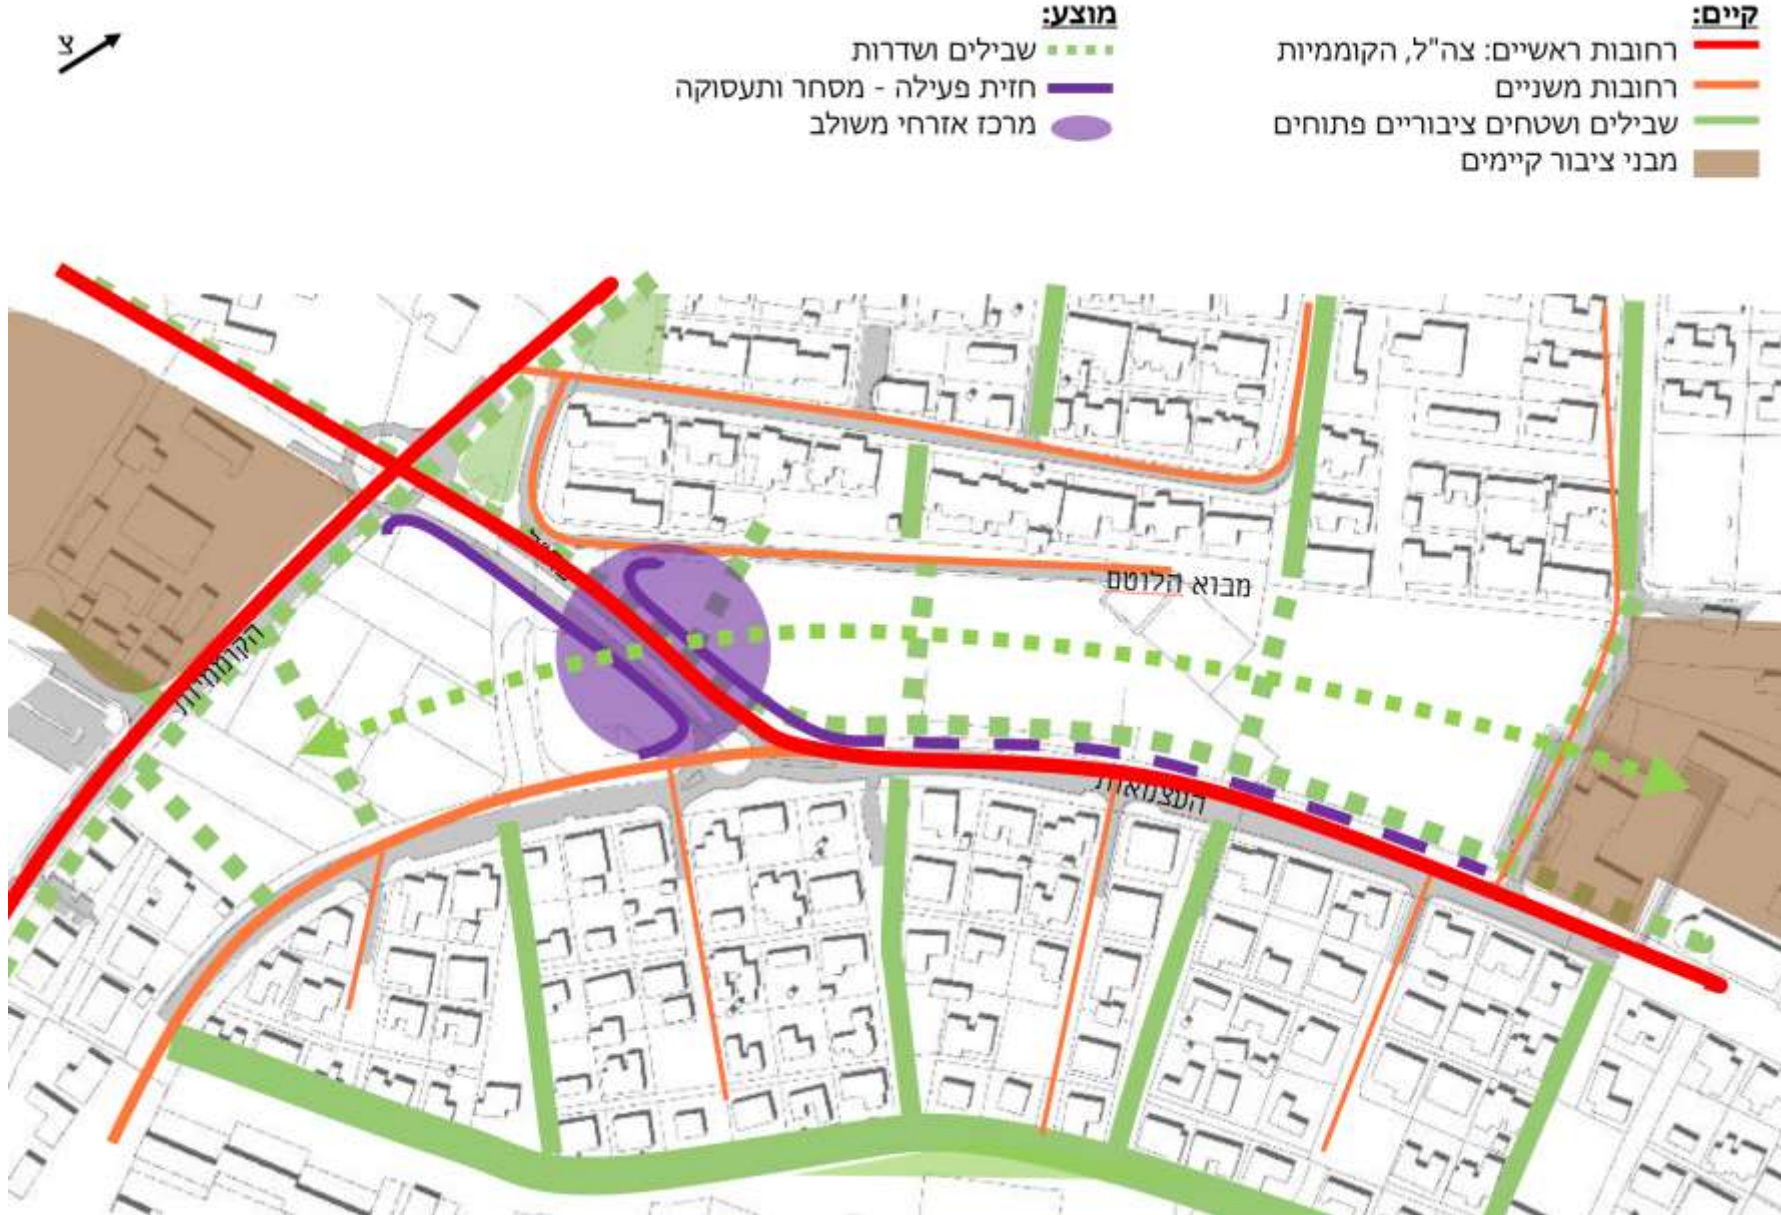 קיים:
רחובות ראשיים: צה"ל, הקוממיות
רחובות משניים
שבילים ושטחים ציבוריים פתוחים
מבני ציבור קיימים
מוצע:
שבילים ושדרות
חזית פעילה - מסחר ותעסוקה
מרכז אזרחי משולב
צ
מבוא הלוטם
הקוממיות
העצמאות